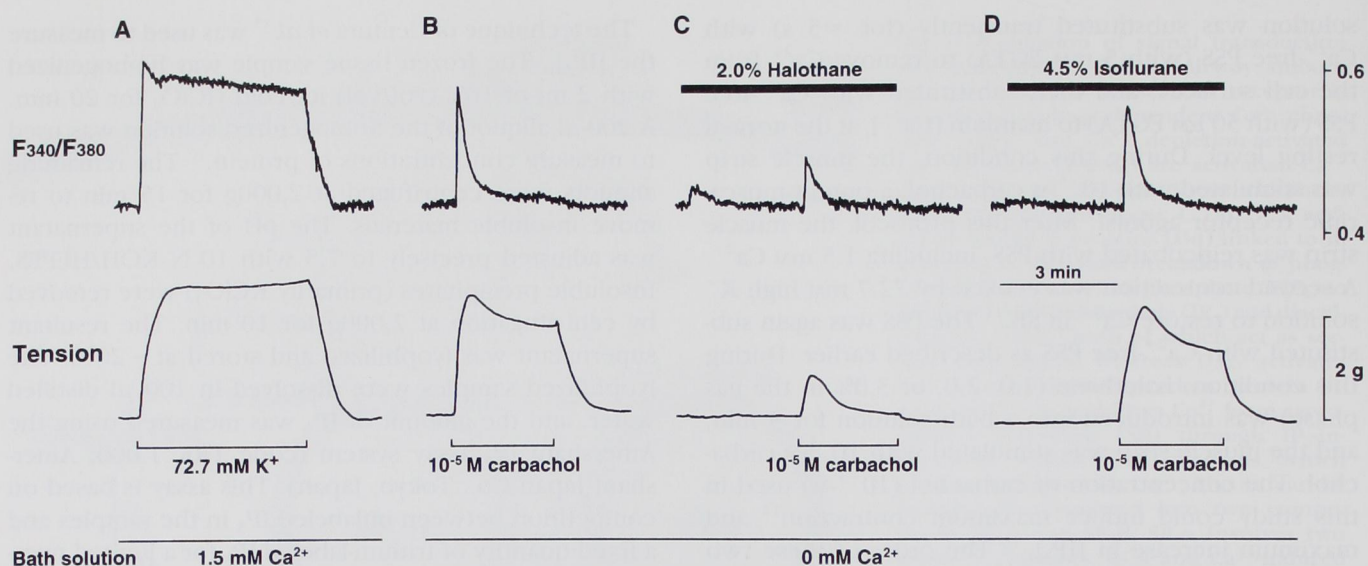 A B C D
2.0% Halothane 4.5% Isoflurane
0.6
F340/F380
0.4
3 min
Tension
2 g
72.7 mM K⁺ 10⁻⁵ M carbachol 10⁻⁵ M carbachol 10⁻⁵ M carbachol
Bath solution 1.5 mM Ca²⁺ 0 mM Ca²⁺